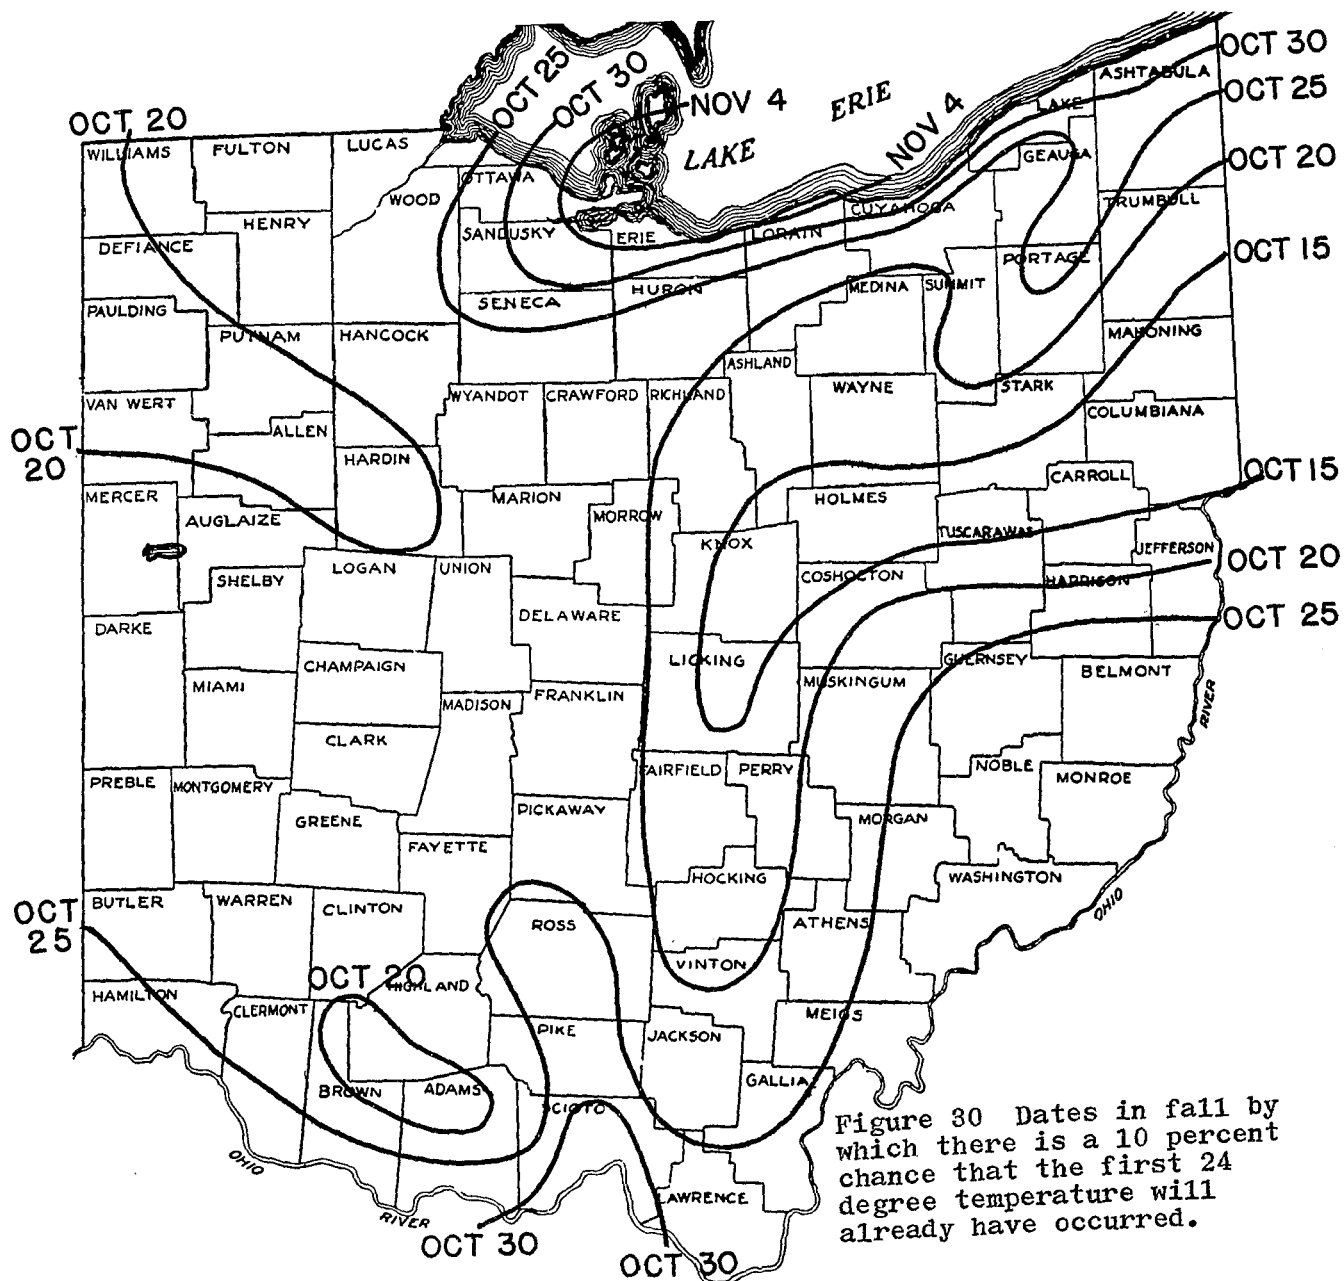 OCT 25
OCT 30
NOV 4
LAKE ERIE
NOV 4
OCT 30
OCT 25
OCT 20
OCT 15
OCT 20
WILLIAMS
FULTON
LUCAS
OTTAWA
WOOD
HENRY
DEFIANCE
SANDUSKY
ERIE
LORAIN
CUYAHOGA
LAKE
ASHTABULA
GEAUGA
TRUMBULL
PORTAGE
PAULDING
PUTNAM
HANCOCK
SENECA
HURON
MEDINA
SUMMIT
MAHONING
ASHLAND
VAN WERT
ALLEN
WYANDOT
CRAWFORD
RICHLAND
WAYNE
STARK
COLUMBIANA
OCT
20
HARDIN
MERCER
AUGLAIZE
MARION
MORROW
KNOX
HOLMES
CARROLL
TUSCARAWAS
JEFFERSON
OCT 15
OCT 20
OCT 25
SHELBY
LOGAN
UNION
COSHOCTON
HARRISON
DARKE
DELAWARE
CHAMPAIGN
LICKING
GUERNSEY
BELMONT
MIAMI
MADISON
FRANKLIN
MUSKINGUM
RIVER
CLARK
PREBLE
MONTGOMERY
FAIRFIELD
PERRY
NOBLE
MONROE
GREENE
PICKAWAY
MORGAN
FAYETTE
HOCKING
WASHINGTON
OHIO
BUTLER
WARREN
CLINTON
ROSS
ATHENS
OCT
25
VINTON
OCT 20
HIGHLAND
HAMILTON
CLERMONT
PIKE
JACKSON
MEIGS
BROWN
ADAMS
SCIOTO
GALLIA
OHIO
RIVER
LAWRENCE
OCT 30
OCT 30
Figure 30 Dates in fall by
which there is a 10 percent
chance that the first 24
degree temperature will
already have occurred.